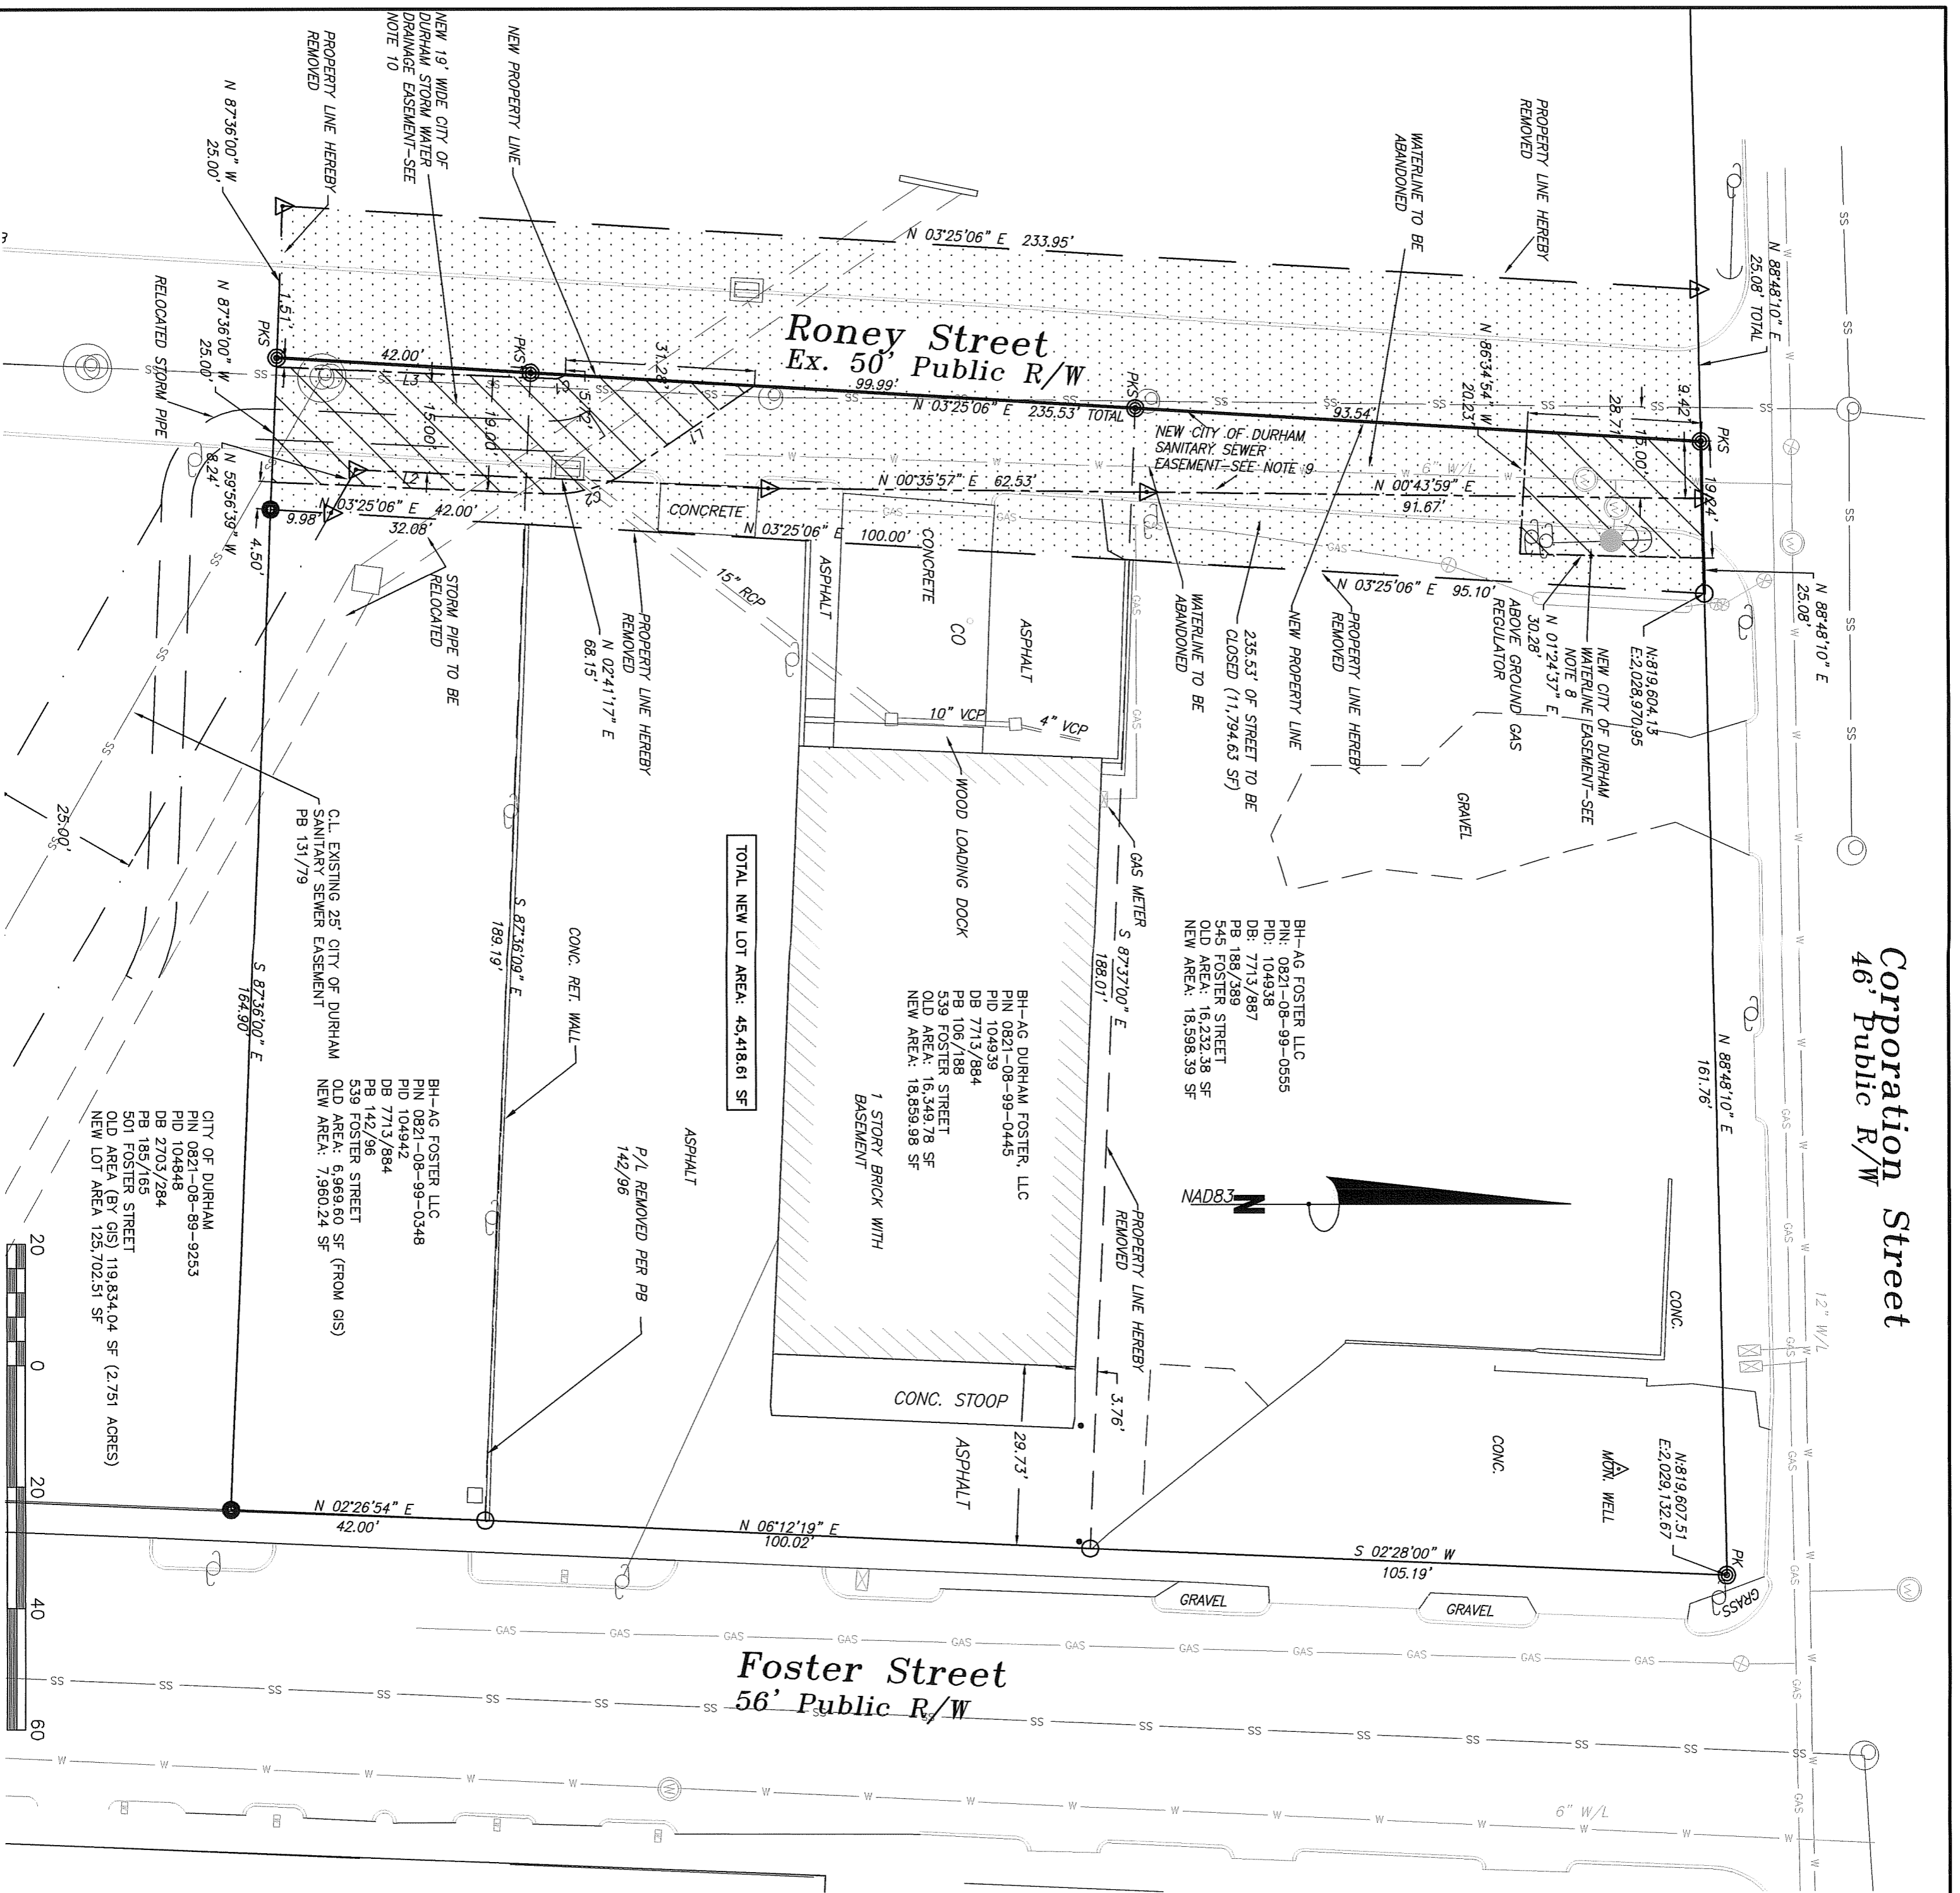 Corporation Street
46' Public R/W
Roney Street
Ex. 50' Public R/W
Foster Street
56' Public R/W
NEW 19' WIDE CITY OF
DURHAM STORM WATER
DRAINAGE EASEMENT-SEE
NOTE 10
NEW PROPERTY LINE
PROPERTY LINE HEREBY
REMOVED
N 87°36'00" W
25.00'
WATERLINE TO BE
ABANDONED
PROPERTY LINE HEREBY
REMOVED
N 88°48'10" E
25.08' TOTAL
N 03°25'06" E 233.95'
RELOCATED STORM PIPE
N 87°36'00" W
25.00'
1.51'
PKS
42.00'
PKS
31.28'
99.99'
N 03°25'06" E 235.53' TOTAL
PKS
93.54'
N 86°34'54" W
20.23'
9.42'
28.71'
15.00'
PKS
19.24'
L3
15.00'
19.00'
5.72'
L1
L2
NEW CITY OF DURHAM
SANITARY SEWER
EASEMENT-SEE NOTE 9
6" W/L
N 59°56'39" W
8.24'
N 00°35'57" E 62.53'
N 00°43'59" E
91.67'
N 03°25'06" E 42.00'
9.98'
32.08'
4.50'
CONCRETE
N 03°25'06" E 100.00'
N 03°25'06" E 95.10'
N 88°48'10" E
25.08'
STORM PIPE TO BE
RELOCATED
15" RCP
ASPHALT
CONCRETE
CO
ASPHALT
PROPERTY LINE HEREBY
REMOVED
N 02°41'17" E
68.15'
10" VCP
4" VCP
WATERLINE TO BE
ABANDONED
235.53' OF STREET TO BE
CLOSED (11,794.63 SF)
NEW PROPERTY LINE
PROPERTY LINE HEREBY
REMOVED
ABOVE GROUND GAS
REGULATOR
N 01°24'37" E
30.28'
NEW CITY OF DURHAM
WATERLINE EASEMENT-SEE
NOTE 8
N:819,604.13
E:2,028,970.95
GRAVEL
WOOD LOADING DOCK
GAS METER
S 87°37'00" E
188.01'
25.00'
C.L. EXISTING 25' CITY OF DURHAM
SANITARY SEWER EASEMENT
PB 131/79
S 87°36'09" E
189.19'
CONC. RET. WALL
TOTAL NEW LOT AREA: 45,418.61 SF
BH-AG FOSTER LLC
PIN: 0821-08-99-0555
PID: 104938
DB: 7713/887
PB 188/389
545 FOSTER STREET
OLD AREA: 16,232.38 SF
NEW AREA: 18,598.39 SF
BH-AG DURHAM FOSTER, LLC
PIN 0821-08-99-0445
PID 104939
DB 7713/884
PB 106/188
539 FOSTER STREET
OLD AREA: 16,349.78 SF
NEW AREA: 18,859.98 SF
1 STORY BRICK WITH
BASEMENT
S 87°36'00" E
164.90'
BH-AG FOSTER LLC
PIN 0821-08-99-0348
PID 104942
DB 7713/884
PB 142/96
539 FOSTER STREET
OLD AREA: 6,969.60 SF (FROM GIS)
NEW AREA: 7,960.24 SF
CITY OF DURHAM
PIN 0821-08-89-9253
PID 104848
DB 2703/284
PB 185/165
501 FOSTER STREET
OLD AREA (BY GIS) 119,834.04 SF (2.751 ACRES)
NEW LOT AREA 125,702.51 SF
ASPHALT
P/L REMOVED PER PB
142/96
N 88°48'10" E
161.76'
NAD83
N
PROPERTY LINE HEREBY
REMOVED
3.76'
CONC. STOOP
29.73'
ASPHALT
CONC.
CONC.
12" W/L
MON. WELL
N:819,607.51
E:2,029,132.67
PK
GRASS
N 02°26'54" E
42.00'
N 06°12'19" E
100.02'
S 02°28'00" W
105.19'
GRAVEL
GRAVEL
20 0 20 40 60
6" W/L